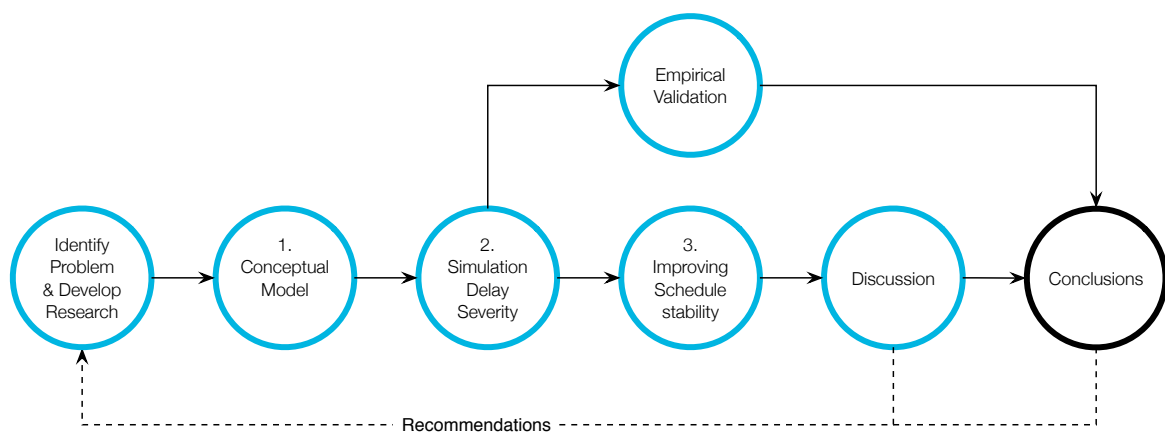 Empirical
Validation
Identify
Problem
& Develop
Research
1.
Conceptual
Model
2.
Simulation
Delay
Severity
3.
Improving
Schedule
stability
Discussion
Conclusions
Recommendations